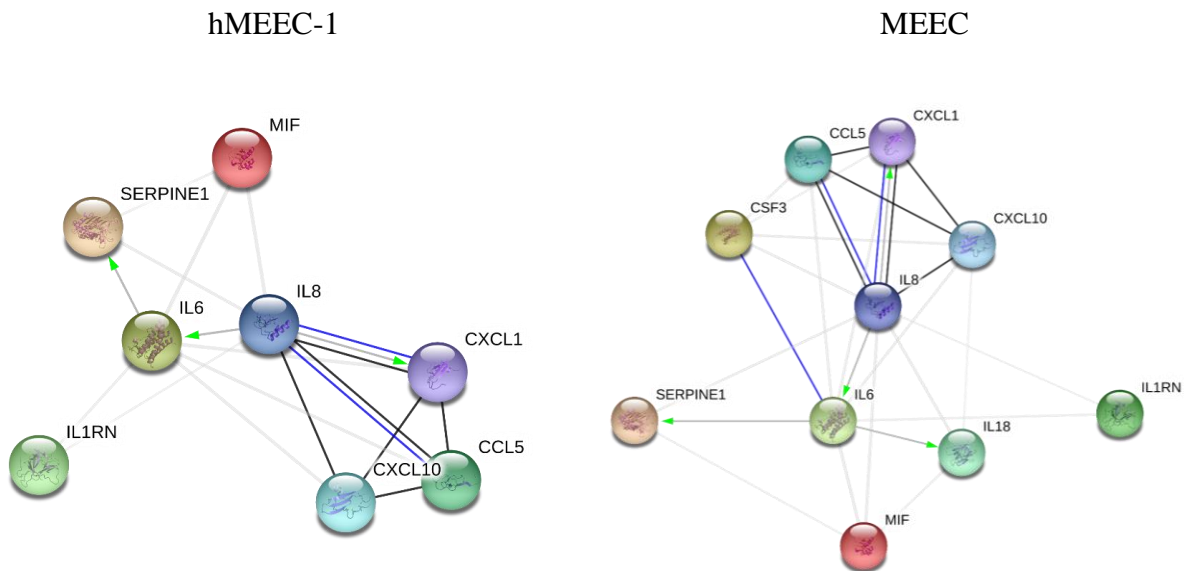 hMEEC-1
MIF
SERPINE1
IL8
IL6
CXCL1
IL1RN
CCL5
CXCL10
MEEC
CXCL1
CCL5
CSF3
CXCL10
IL8
IL1RN
SERPINE1
IL6
IL18
MIF